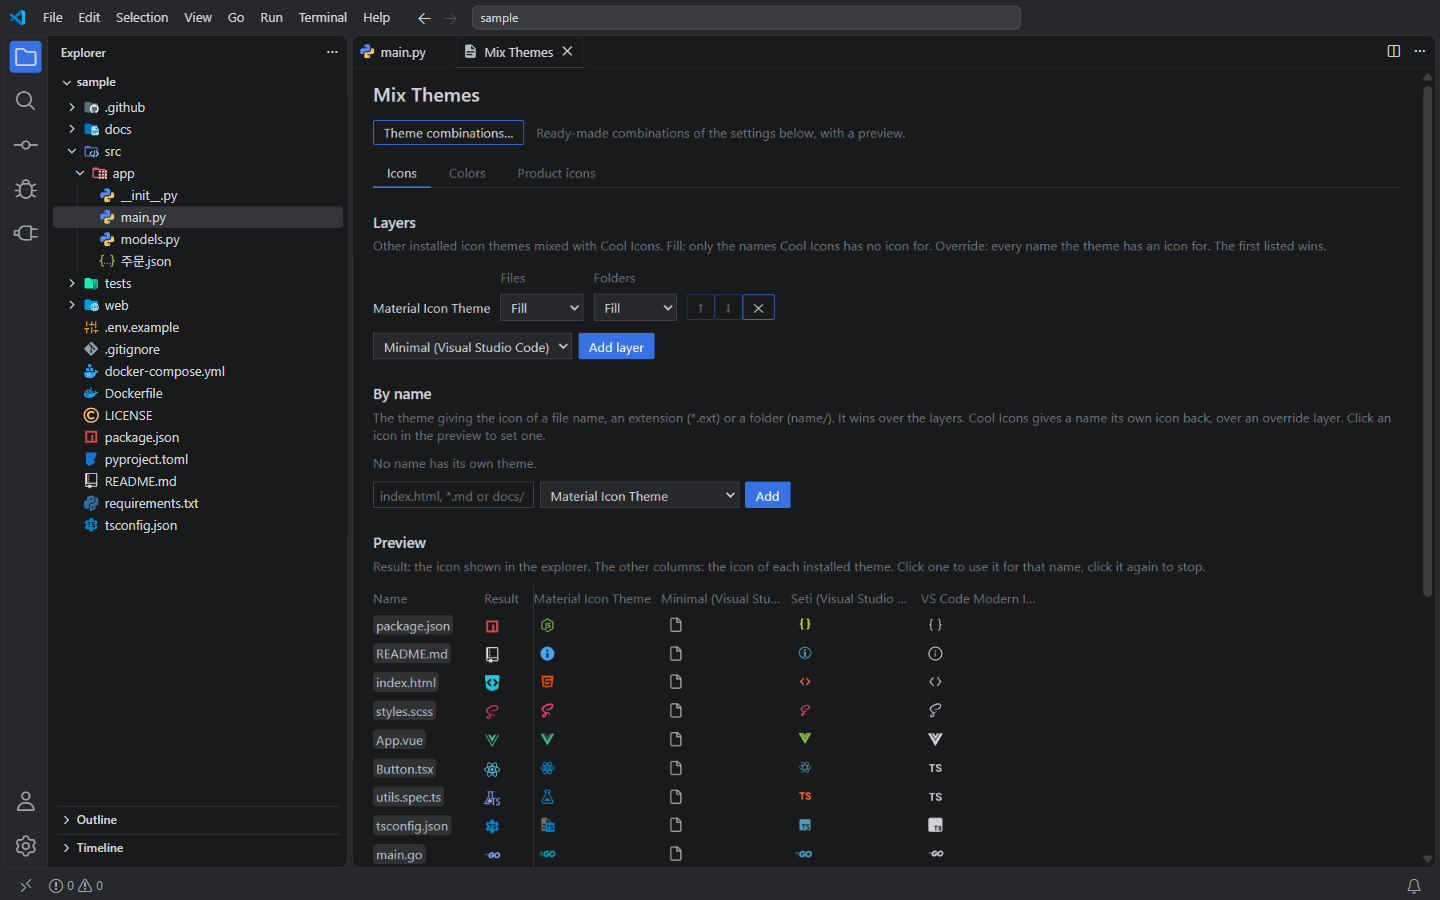 File Edit Selection View Go Run Terminal Help
sample
Explorer
sample
.github
docs
src
app
__init__.py
main.py
models.py
주문.json
tests
web
.env.example
.gitignore
docker-compose.yml
Dockerfile
LICENSE
package.json
pyproject.toml
README.md
requirements.txt
tsconfig.json
Outline
Timeline
main.py
Mix Themes
Mix Themes
Theme combinations...
Ready-made combinations of the settings below, with a preview.
Icons Colors Product icons
Layers
Other installed icon themes mixed with Cool Icons. Fill: only the names Cool Icons has no icon for. Override: every name the theme has an icon for. The first listed wins.
Files Folders
Material Icon Theme Fill Fill
Minimal (Visual Studio Code) Add layer
By name
The theme giving the icon of a file name, an extension (*.ext) or a folder (name/). It wins over the layers. Cool Icons gives a name its own icon back, over an override layer. Click an
icon in the preview to set one.
No name has its own theme.
index.html, *.md or docs/ Material Icon Theme Add
Preview
Result: the icon shown in the explorer. The other columns: the icon of each installed theme. Click one to use it for that name, click it again to stop.
Name Result Material Icon Theme Minimal (Visual Stu... Seti (Visual Studio ... VS Code Modern I...
package.json
README.md
index.html
styles.scss
App.vue
Button.tsx TS
utils.spec.ts TS TS TS
tsconfig.json TS TS TS TS
main.go GO GO GO GO
0 0